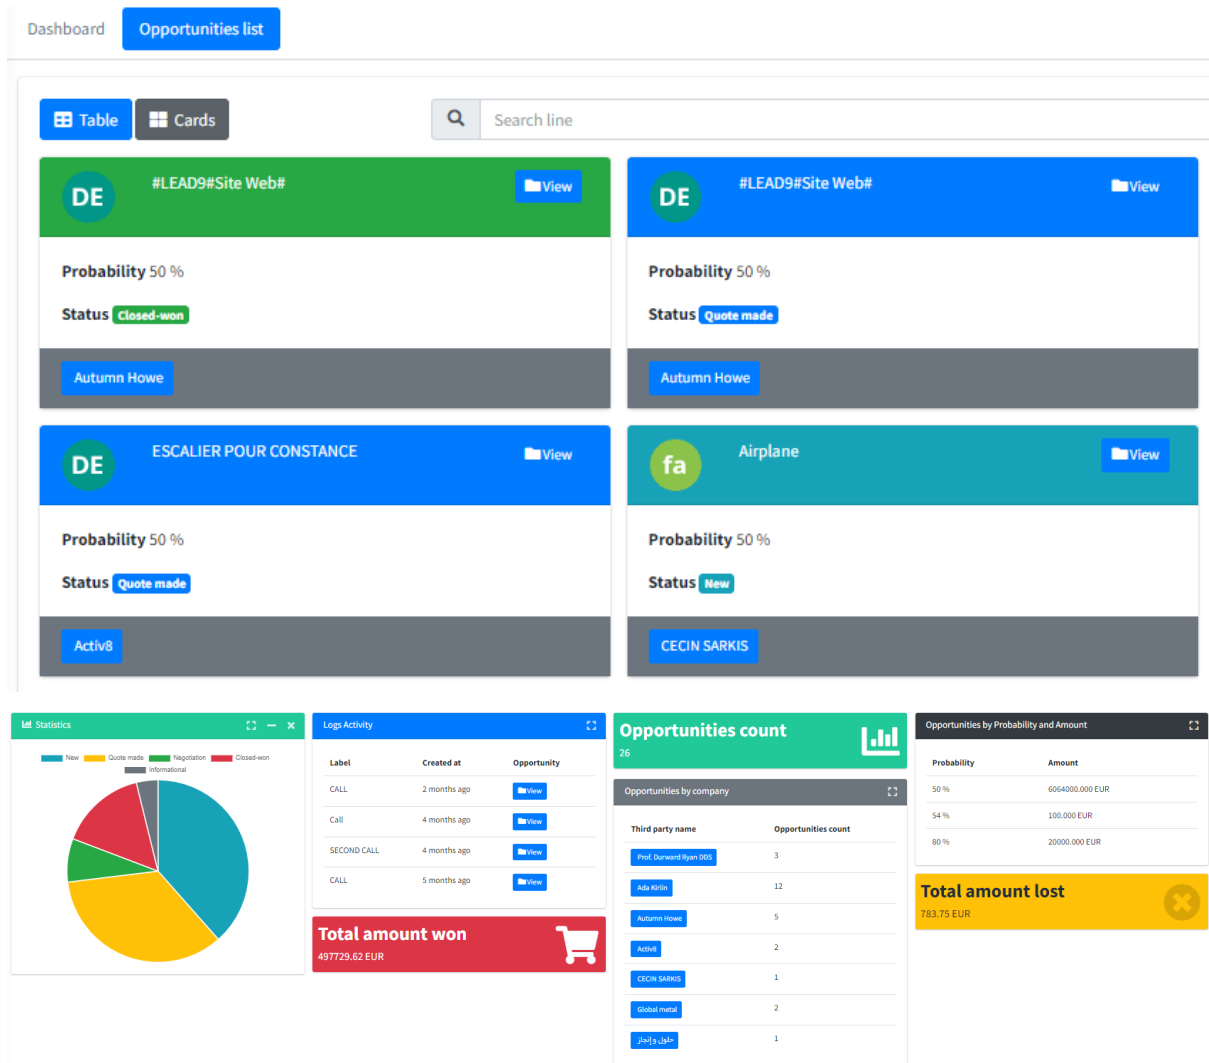 Dashboard Opportunities list
Table Cards Search line
DE #LEAD9#Site Web# View
Probability 50 %
Status Closed-won
Autumn Howe
DE #LEAD9#Site Web# View
Probability 50 %
Status Quote made
Autumn Howe
DE ESCALIER POUR CONSTANCE View
Probability 50 %
Status Quote made
Activ8
fa Airplane View
Probability 50 %
Status New
CECIN SARKIS
Statistics
New Quote made Negotiation Closed-won
Informational
Logs Activity
Label Created at Opportunity
CALL 2 months ago View
Call 4 months ago View
SECOND CALL 4 months ago View
CALL 5 months ago View
Total amount won
497729.62 EUR
Opportunities count
26
Opportunities by company
Third party name Opportunities count
Prof. Durward Ryan DDS 3
Ada Kirlin 12
Autumn Howe 5
Activ8 2
CECIN SARKIS 1
Global metal 2
حلول و إنجاز 1
Opportunities by Probability and Amount
Probability Amount
50 % 6064000.000 EUR
54 % 100.000 EUR
80 % 20000.000 EUR
Total amount lost
783.75 EUR